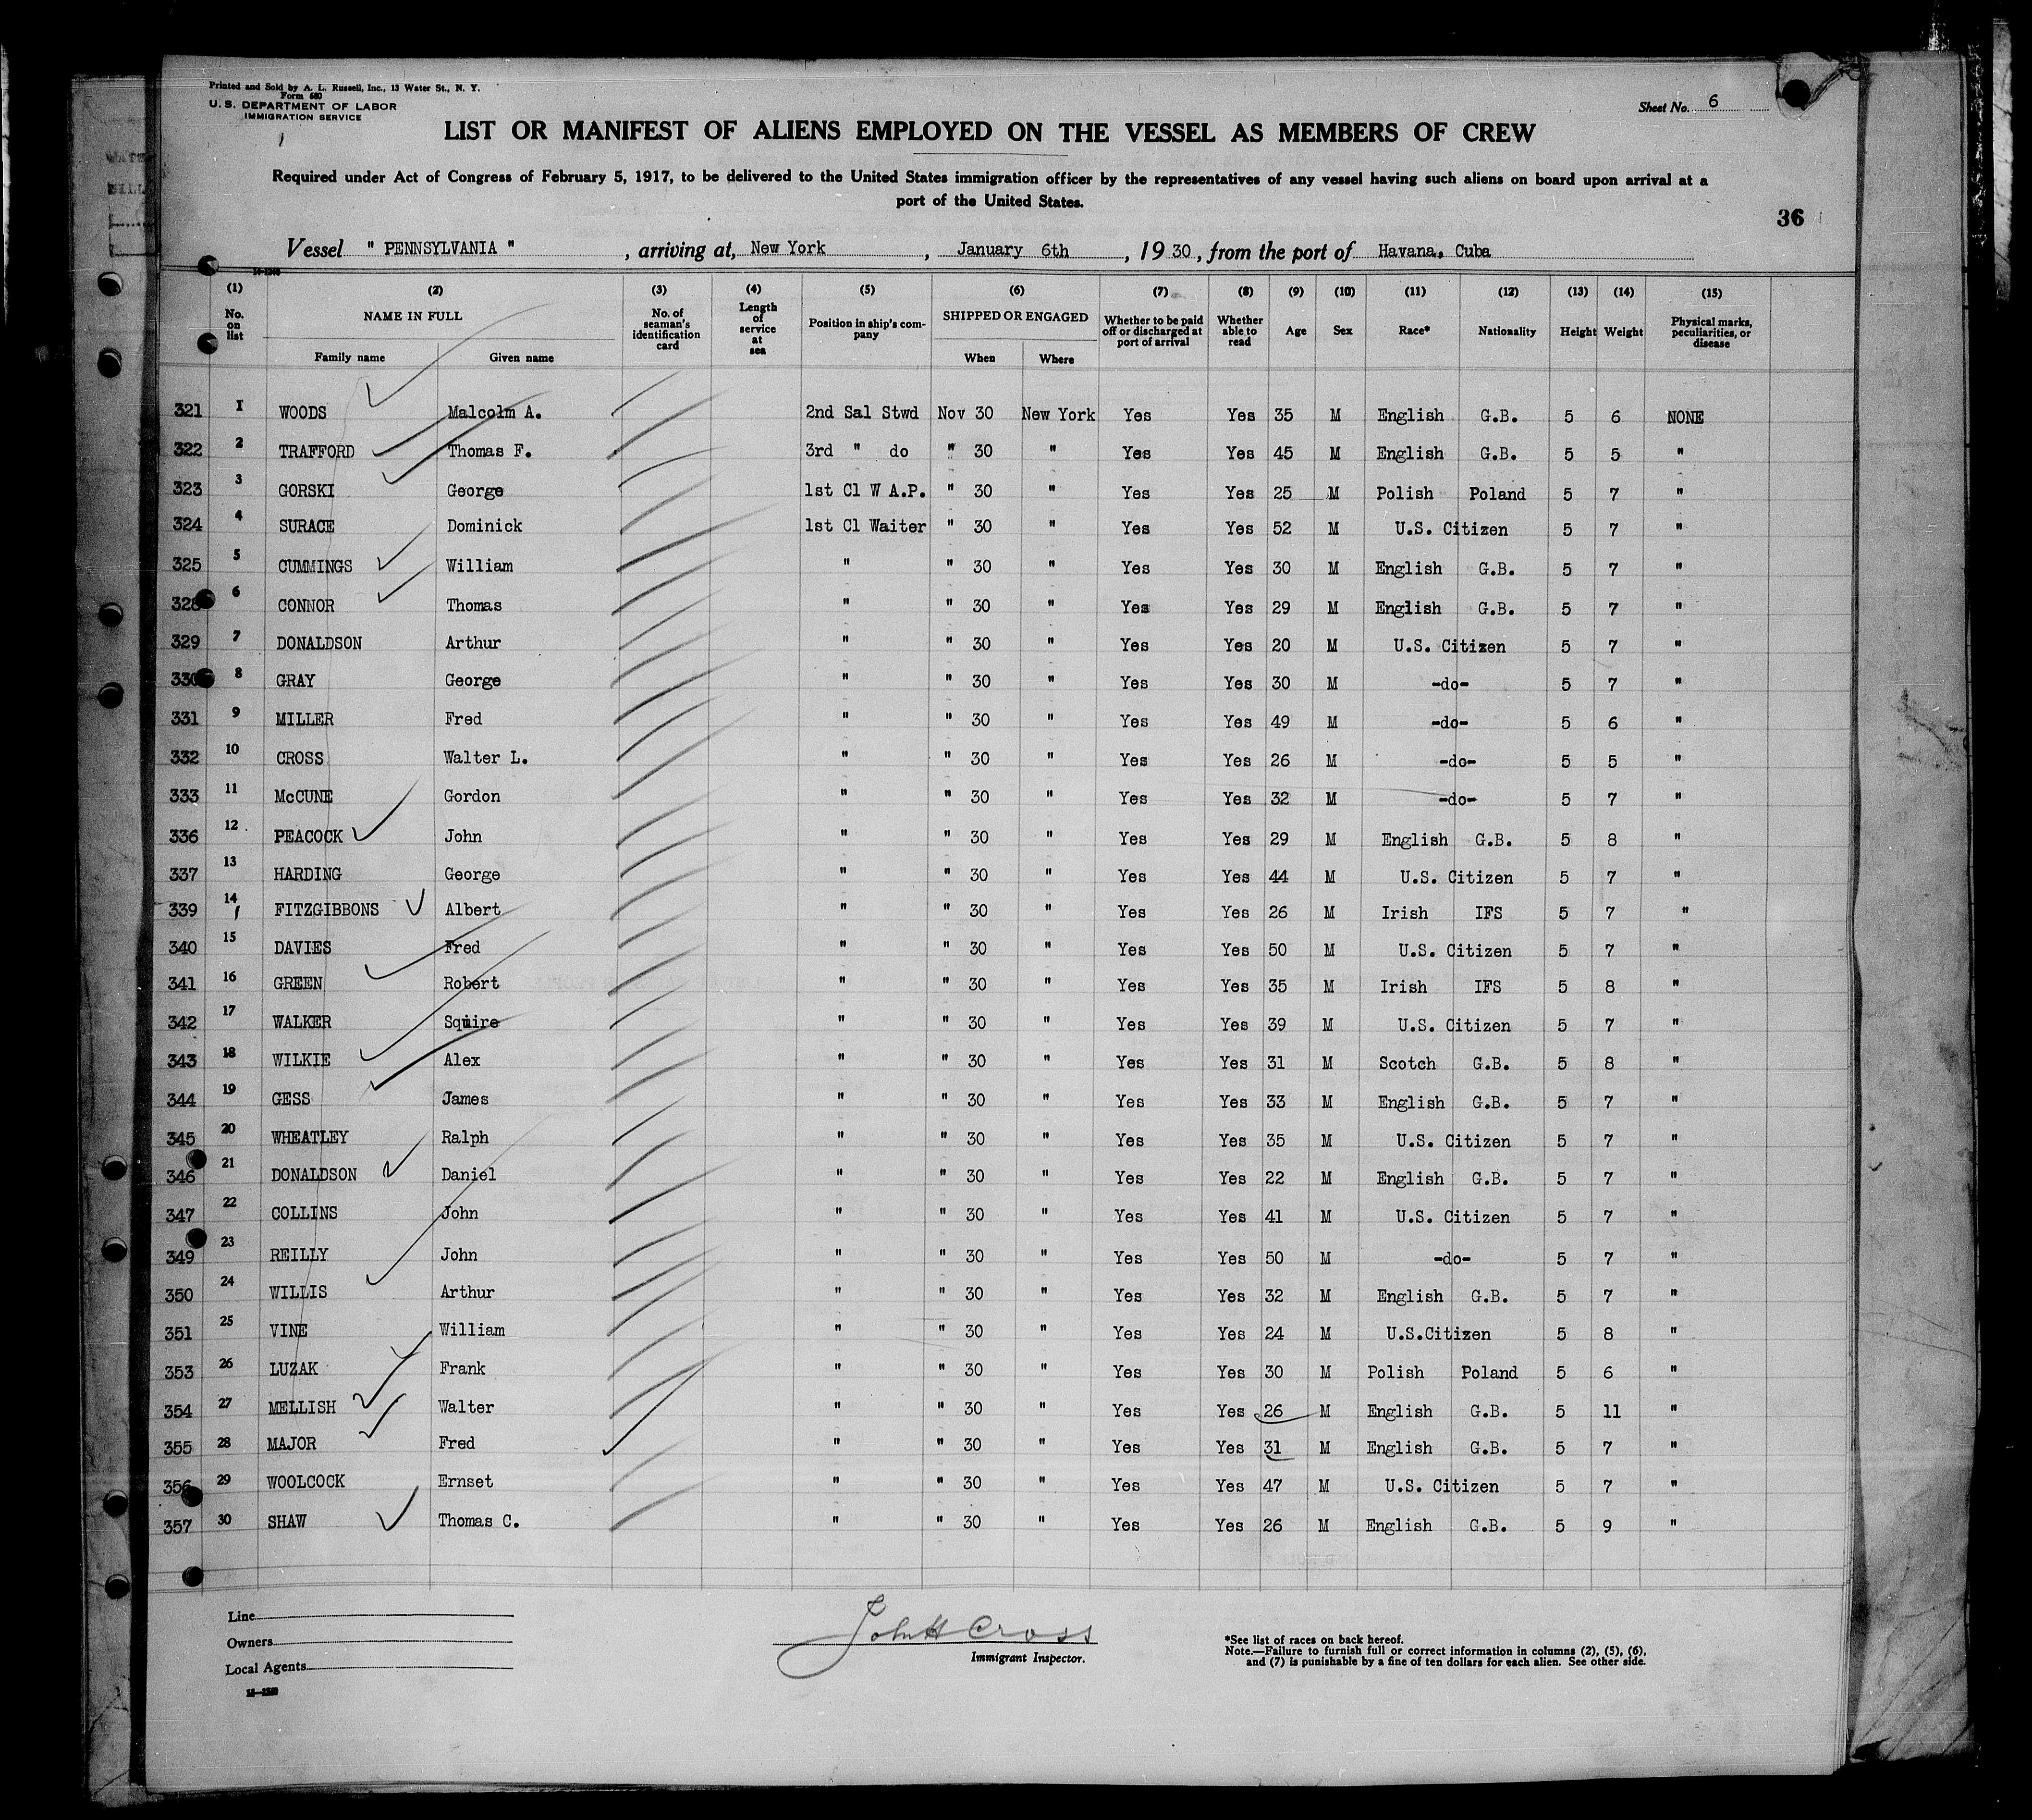 Printed and Sold by A. L. Russell, Inc., 13 Water St., N. Y.
Form 680
U. S. DEPARTMENT OF LABOR
IMMIGRATION SERVICE
Sheet No. 6
LIST OR MANIFEST OF ALIENS EMPLOYED ON THE VESSEL AS MEMBERS OF CREW
Required under Act of Congress of February 5, 1917, to be delivered to the United States immigration officer by the representatives of any vessel having such aliens on board upon arrival at a
port of the United States.
36
Vessel " PENNSYLVANIA " , arriving at, New York , January 6th , 19 30 , from the port of Havana, Cuba
(1) (2) (3) (4) (5) (6) (7) (8) (9) (10) (11) (12) (13) (14) (15)
No. on list NAME IN FULL Family name Given name No. of seaman's identification card Length of service at sea Position in ship's company SHIPPED OR ENGAGED When Where Whether to be paid off or discharged at port of arrival Whether able to read Age Sex Race* Nationality Height Weight Physical marks, peculiarities, or disease
321 1 WOODS Malcolm A. 2nd Sal Stwd Nov 30 New York Yes Yes 35 M English G.B. 5 6 NONE
322 2 TRAFFORD Thomas F. 3rd " do " 30 " Yes Yes 45 M English G.B. 5 5 "
323 3 GORSKI George 1st Cl W A.P. " 30 " Yes Yes 25 M Polish Poland 5 7 "
324 4 SURACE Dominick 1st Cl Waiter " 30 " Yes Yes 52 M U.S. Citizen 5 7 "
325 5 CUMMINGS William " " 30 " Yes Yes 30 M English G.B. 5 7 "
328 6 CONNOR Thomas " " 30 " Yes Yes 29 M English G.B. 5 7 "
329 7 DONALDSON Arthur " " 30 " Yes Yes 20 M U.S. Citizen 5 7 "
330 8 GRAY George " " 30 " Yes Yes 30 M -do- 5 7 "
331 9 MILLER Fred " " 30 " Yes Yes 49 M -do- 5 6 "
332 10 CROSS Walter L. " " 30 " Yes Yes 26 M -do- 5 5 "
333 11 McCUNE Gordon " " 30 " Yes Yes 32 M -do- 5 7 "
336 12 PEACOCK John " " 30 " Yes Yes 29 M English G.B. 5 8 "
337 13 HARDING George " " 30 " Yes Yes 44 M U.S. Citizen 5 7 "
339 14 FITZGIBBONS Albert " " 30 " Yes Yes 26 M Irish IFS 5 7 "
340 15 DAVIES Fred " " 30 " Yes Yes 50 M U.S. Citizen 5 7 "
341 16 GREEN Robert " " 30 " Yes Yes 35 M Irish IFS 5 8 "
342 17 WALKER Squire " " 30 " Yes Yes 39 M U.S. Citizen 5 7 "
343 18 WILKIE Alex " " 30 " Yes Yes 31 M Scotch G.B. 5 8 "
344 19 GESS James " " 30 " Yes Yes 33 M English G.B. 5 7 "
345 20 WHEATLEY Ralph " " 30 " Yes Yes 35 M U.S. Citizen 5 7 "
346 21 DONALDSON Daniel " " 30 " Yes Yes 22 M English G.B. 5 7 "
347 22 COLLINS John " " 30 " Yes Yes 41 M U.S. Citizen 5 7 "
349 23 REILLY John " " 30 " Yes Yes 50 M -do- 5 7 "
350 24 WILLIS Arthur " " 30 " Yes Yes 32 M English G.B. 5 7 "
351 25 VINE William " " 30 " Yes Yes 24 M U.S.Citizen 5 8 "
353 26 LUZAK Frank " " 30 " Yes Yes 30 M Polish Poland 5 6 "
354 27 MELLISH Walter " " 30 " Yes Yes 26 M English G.B. 5 11 "
355 28 MAJOR Fred " " 30 " Yes Yes 31 M English G.B. 5 7 "
356 29 WOOLCOCK Ernset " " 30 " Yes Yes 47 M U.S. Citizen 5 7 "
357 30 SHAW Thomas C. " " 30 " Yes Yes 26 M English G.B. 5 9 "
Line
Owners
Local Agents
John H Cross
Immigrant Inspector.
*See list of races on back hereof.
Note.—Failure to furnish full or correct information in columns (2), (5), (6),
and (7) is punishable by a fine of ten dollars for each alien. See other side.